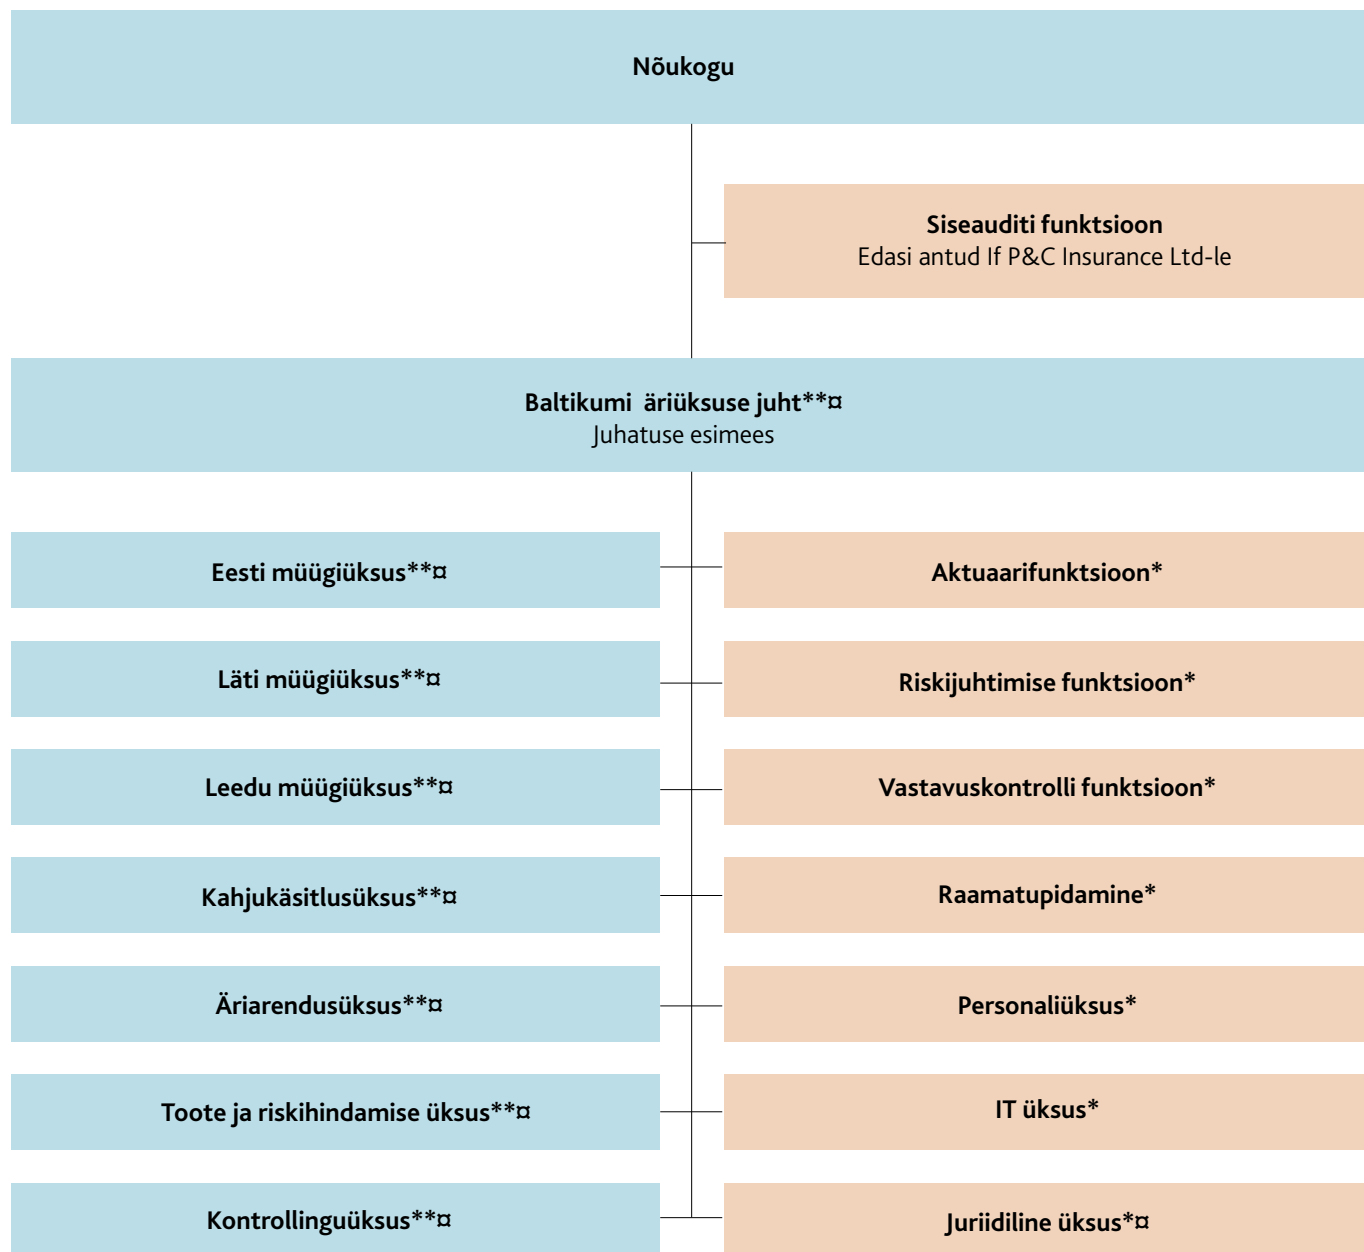 Nõukogu
Siseauditi funktsioon
Edasi antud If P&C Insurance Ltd-le
Baltikumi äriüksuse juht**¤
Juhatuse esimees
Eesti müügiüksus**¤
Aktuaarifunktsioon*
Läti müügiüksus**¤
Riskijuhtimise funktsioon*
Leedu müügiüksus**¤
Vastavuskontrolli funktsioon*
Kahjukäsitlusüksus**¤
Raamatupidamine*
Äriarendusüksus**¤
Personaliüksus*
Toote ja riskihindamise üksus**¤
IT üksus*
Kontrollinguüksus**¤
Juriidiline üksus*¤